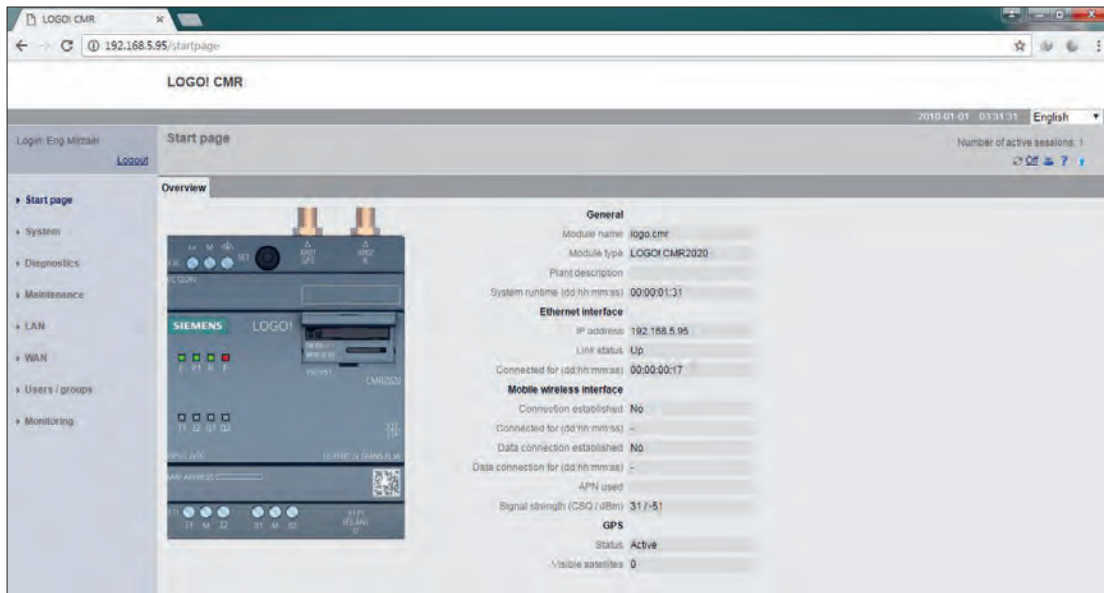 LOGO! CMR
192.168.5.95/startpage
LOGO! CMR
2010-01-01 03:31:31 English
Login: Eng.Mirzaei
Logout
Start page
Number of active sessions: 1
Off ?
Start page
System
Diagnostics
Maintenance
LAN
WAN
Users / groups
Monitoring
Overview
SIEMENS LOGO!
CMR2020
General
Module name logo.cmr
Module type LOGO! CMR2020
Plant description
System runtime (dd:hh:mm:ss) 00:00:01:31
Ethernet interface
IP address 192.168.5.95
Link status Up
Connected for (dd:hh:mm:ss) 00:00:00:17
Mobile wireless interface
Connection established No
Connected for (dd:hh:mm:ss) -
Data connection established No
Data connection for (dd:hh:mm:ss) -
APN used
Signal strength (CSQ / dBm) 31 / -51
GPS
Status Active
Visible satellites 0